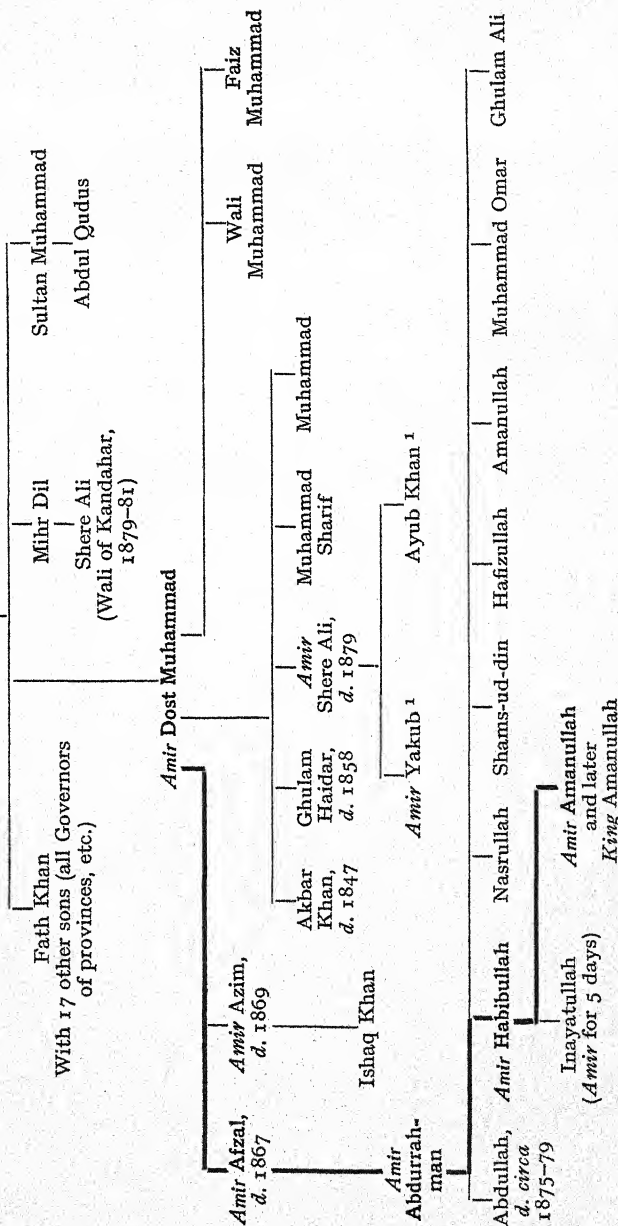 Fath Khan
With 17 other sons (all Governors
of provinces, etc.)
Mihr Dil
Shere Ali
(Wali of Kandahar,
1879–81)
Sultan Muhammad
Abdul Qudus
Amir Dost Muhammad
Amir Afzal,
d. 1867
Amir Azim,
d. 1869
Akbar
Khan,
d. 1847
Ghulam
Haidar,
d. 1858
Amir
Shere Ali,
d. 1879
Muhammad
Sharif
Muhammad
Wali
Muhammad
Faiz
Muhammad
Ishaq Khan
Amir Yakub ¹
Ayub Khan ¹
Amir
Abdurrah-
man
Abdullah,
d. circa
1875–79
Amir Habibullah
Nasrullah
Shams-ud-din
Hafizullah
Amanullah
Muhammad Omar
Ghulam Ali
Inayatullah
(Amir for 5 days)
Amir Amanullah
and later
King Amanullah